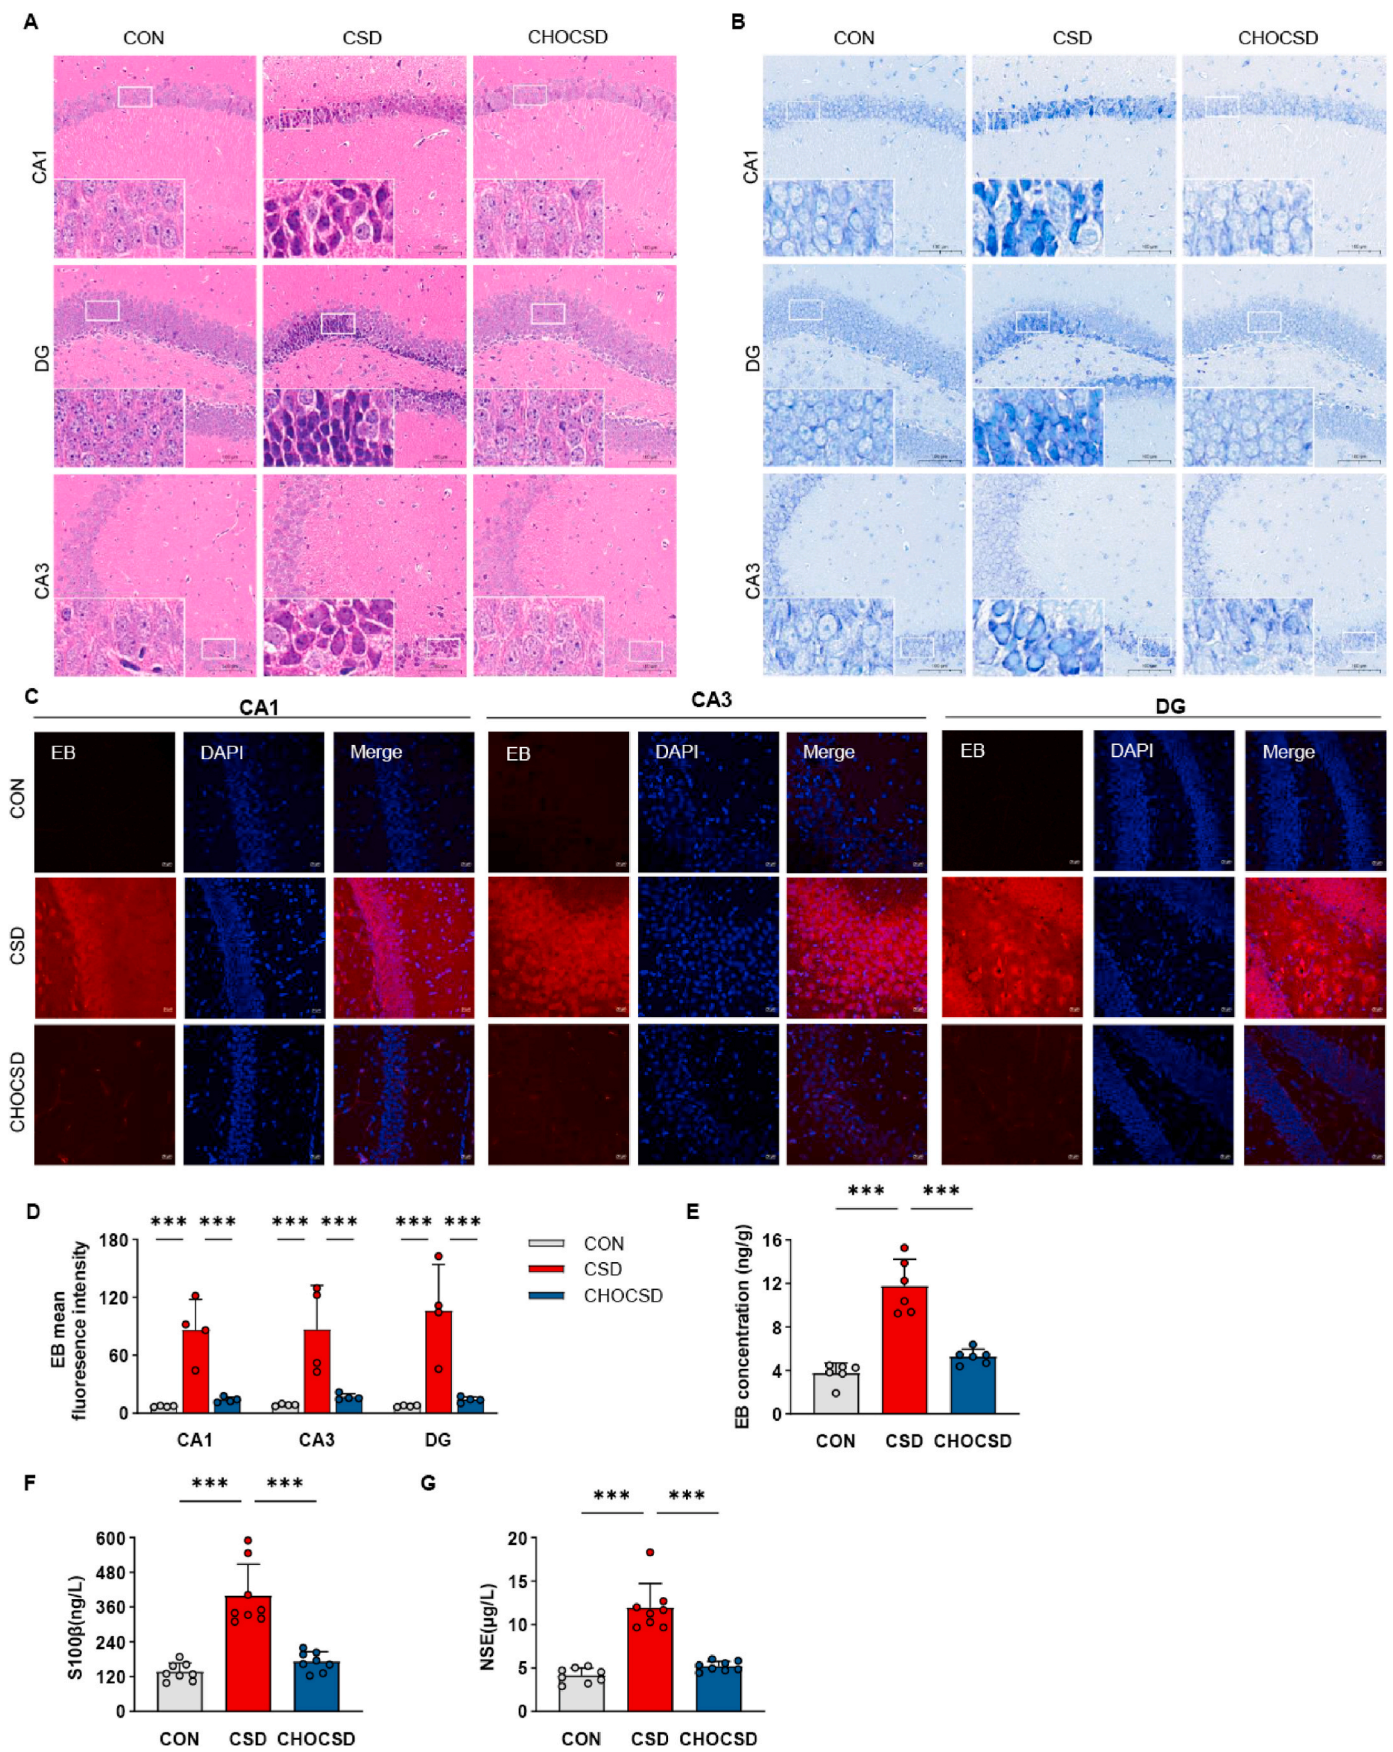 A
B
CON
CSD
CHOCSD
CON
CSD
CHOCSD
CA1
CA1
DG
DG
CA3
CA3
C
CA1
CA3
DG
EB
DAPI
Merge
EB
DAPI
Merge
EB
DAPI
Merge
CON
CSD
CHOCSD
D
*** *** *** *** *** ***
EB mean
fluoresence intensity
180
120
60
0
CA1
CA3
DG
CON
CSD
CHOCSD
E
*** ***
EB concentration (ng/g)
16
12
8
4
0
CON
CSD
CHOCSD
F
*** ***
S100β(ng/L)
600
480
360
240
120
0
CON
CSD
CHOCSD
G
*** ***
NSE(μg/L)
20
15
10
5
0
CON
CSD
CHOCSD